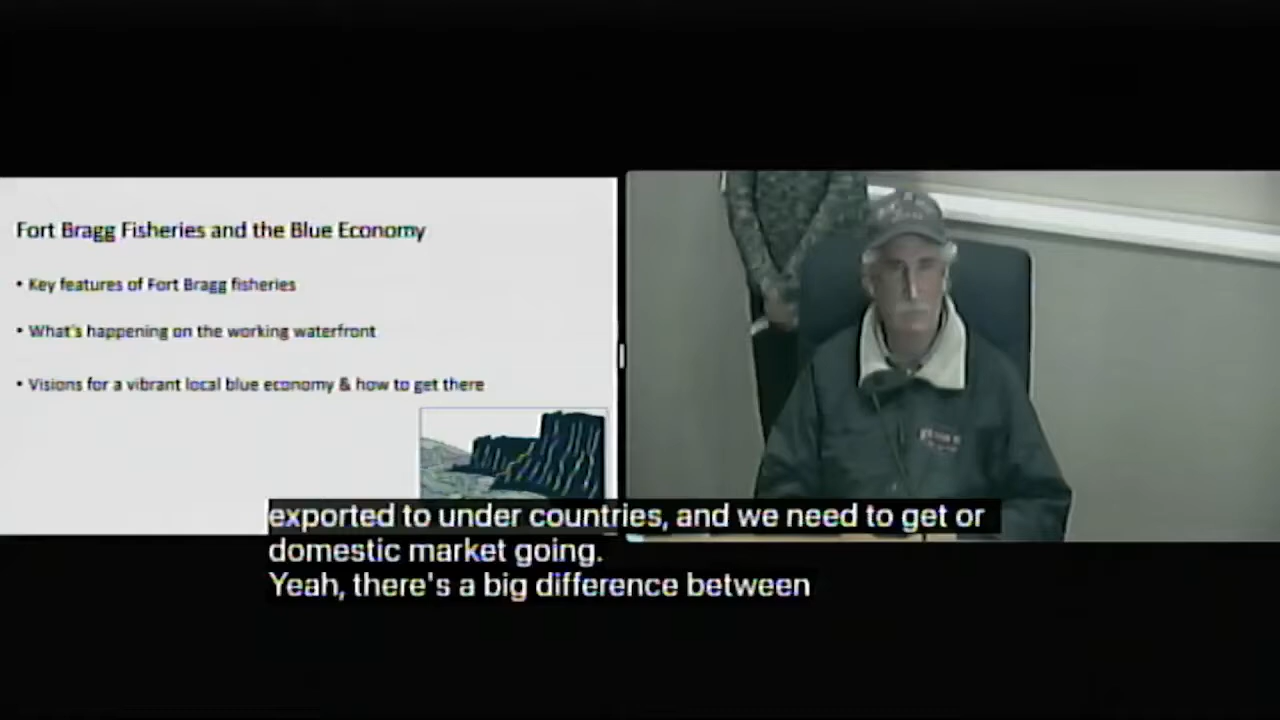 Fort Bragg Fisheries and the Blue Economy
• Key features of Fort Bragg fisheries
• What's happening on the working waterfront
• Visions for a vibrant local blue economy & how to get there
exported to under countries, and we need to get or
domestic market going.
Yeah, there's a big difference between